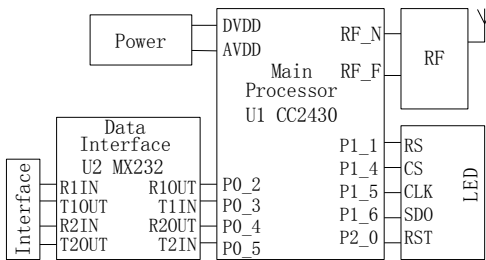 Power
DVDD
AVDD
Main
Processor
U1 CC2430
RF_N
RF_F
RF
Data
Interface
U2 MX232
Interface
R1IN R1OUT P0_2
T1OUT T1IN P0_3
R2IN R2OUT P0_4
T2OUT T2IN P0_5
P1_1 RS
P1_4 CS
P1_5 CLK
P1_6 SDO
P2_0 RST
LED